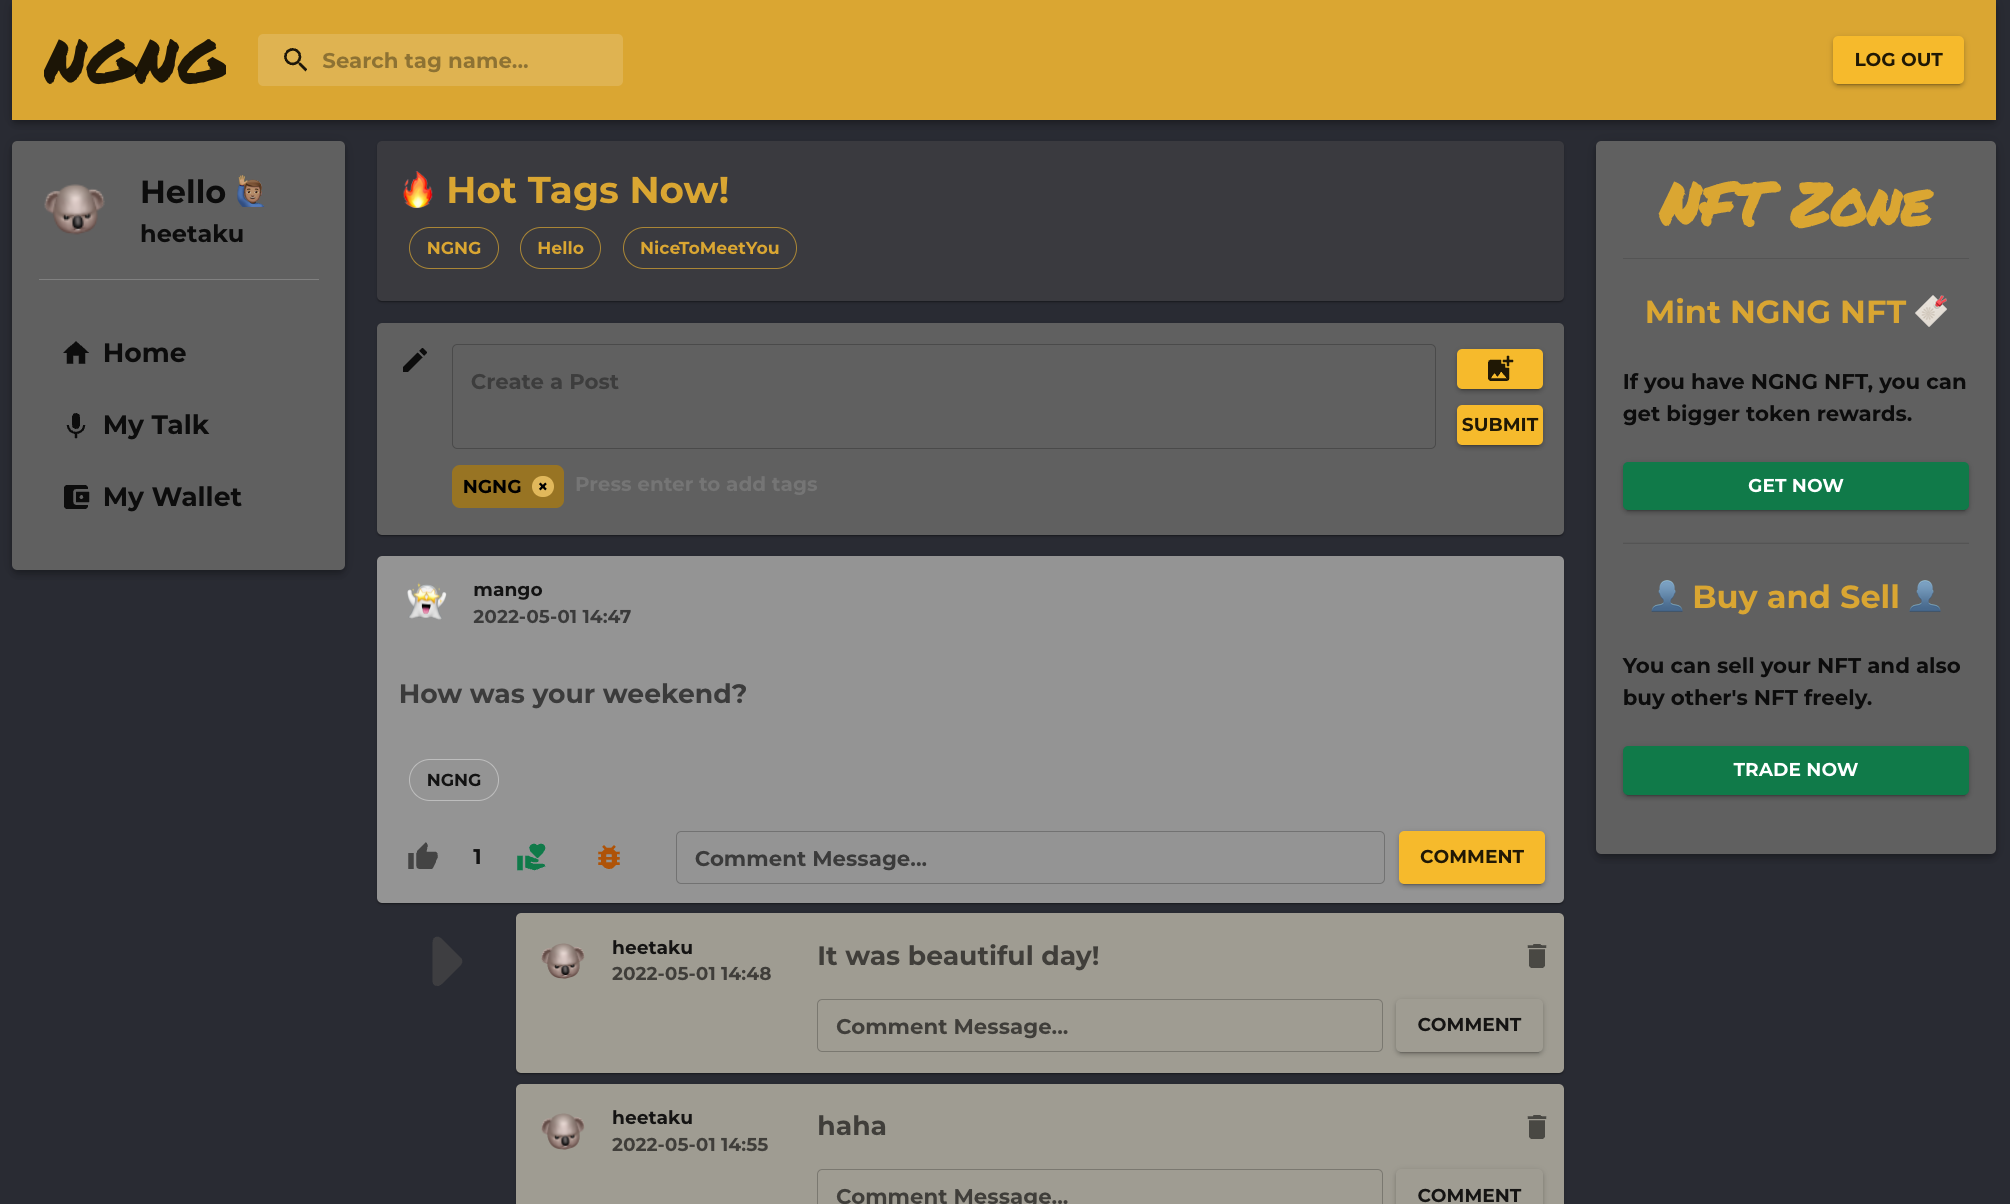 NGNG
Search tag name...
LOG OUT
Hello
heetaku
Home
My Talk
My Wallet
Hot Tags Now!
NGNG
Hello
NiceToMeetYou
Create a Post
SUBMIT
NGNG
Press enter to add tags
mango
2022-05-01 14:47
How was your weekend?
NGNG
1
Comment Message...
COMMENT
heetaku
2022-05-01 14:48
It was beautiful day!
Comment Message...
COMMENT
heetaku
2022-05-01 14:55
haha
Comment Message...
COMMENT
NFT Zone
Mint NGNG NFT
If you have NGNG NFT, you can
get bigger token rewards.
GET NOW
Buy and Sell
You can sell your NFT and also
buy other's NFT freely.
TRADE NOW